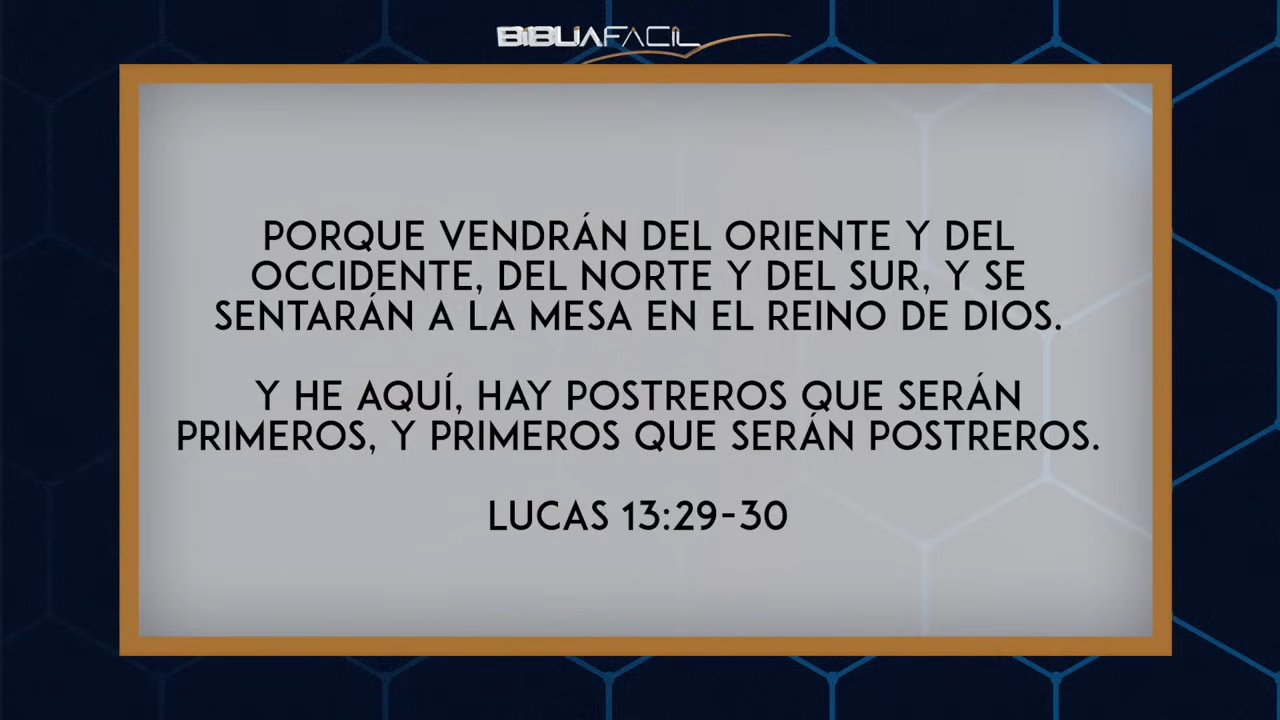 BIBLIAFACIL
PORQUE VENDRÁN DEL ORIENTE Y DEL
OCCIDENTE, DEL NORTE Y DEL SUR, Y SE
SENTARÁN A LA MESA EN EL REINO DE DIOS.
Y HE AQUÍ, HAY POSTREROS QUE SERÁN
PRIMEROS, Y PRIMEROS QUE SERÁN POSTREROS.
LUCAS 13:29-30